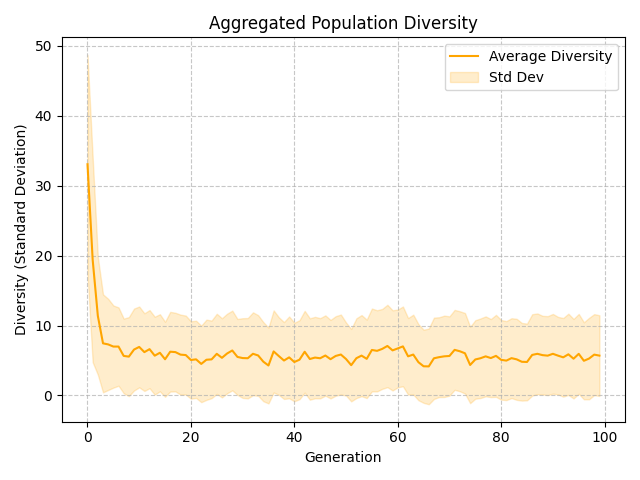 Aggregated Population Diversity
Average Diversity
Std Dev
Diversity (Standard Deviation)
50
40
30
20
10
0
0 20 40 60 80 100
Generation